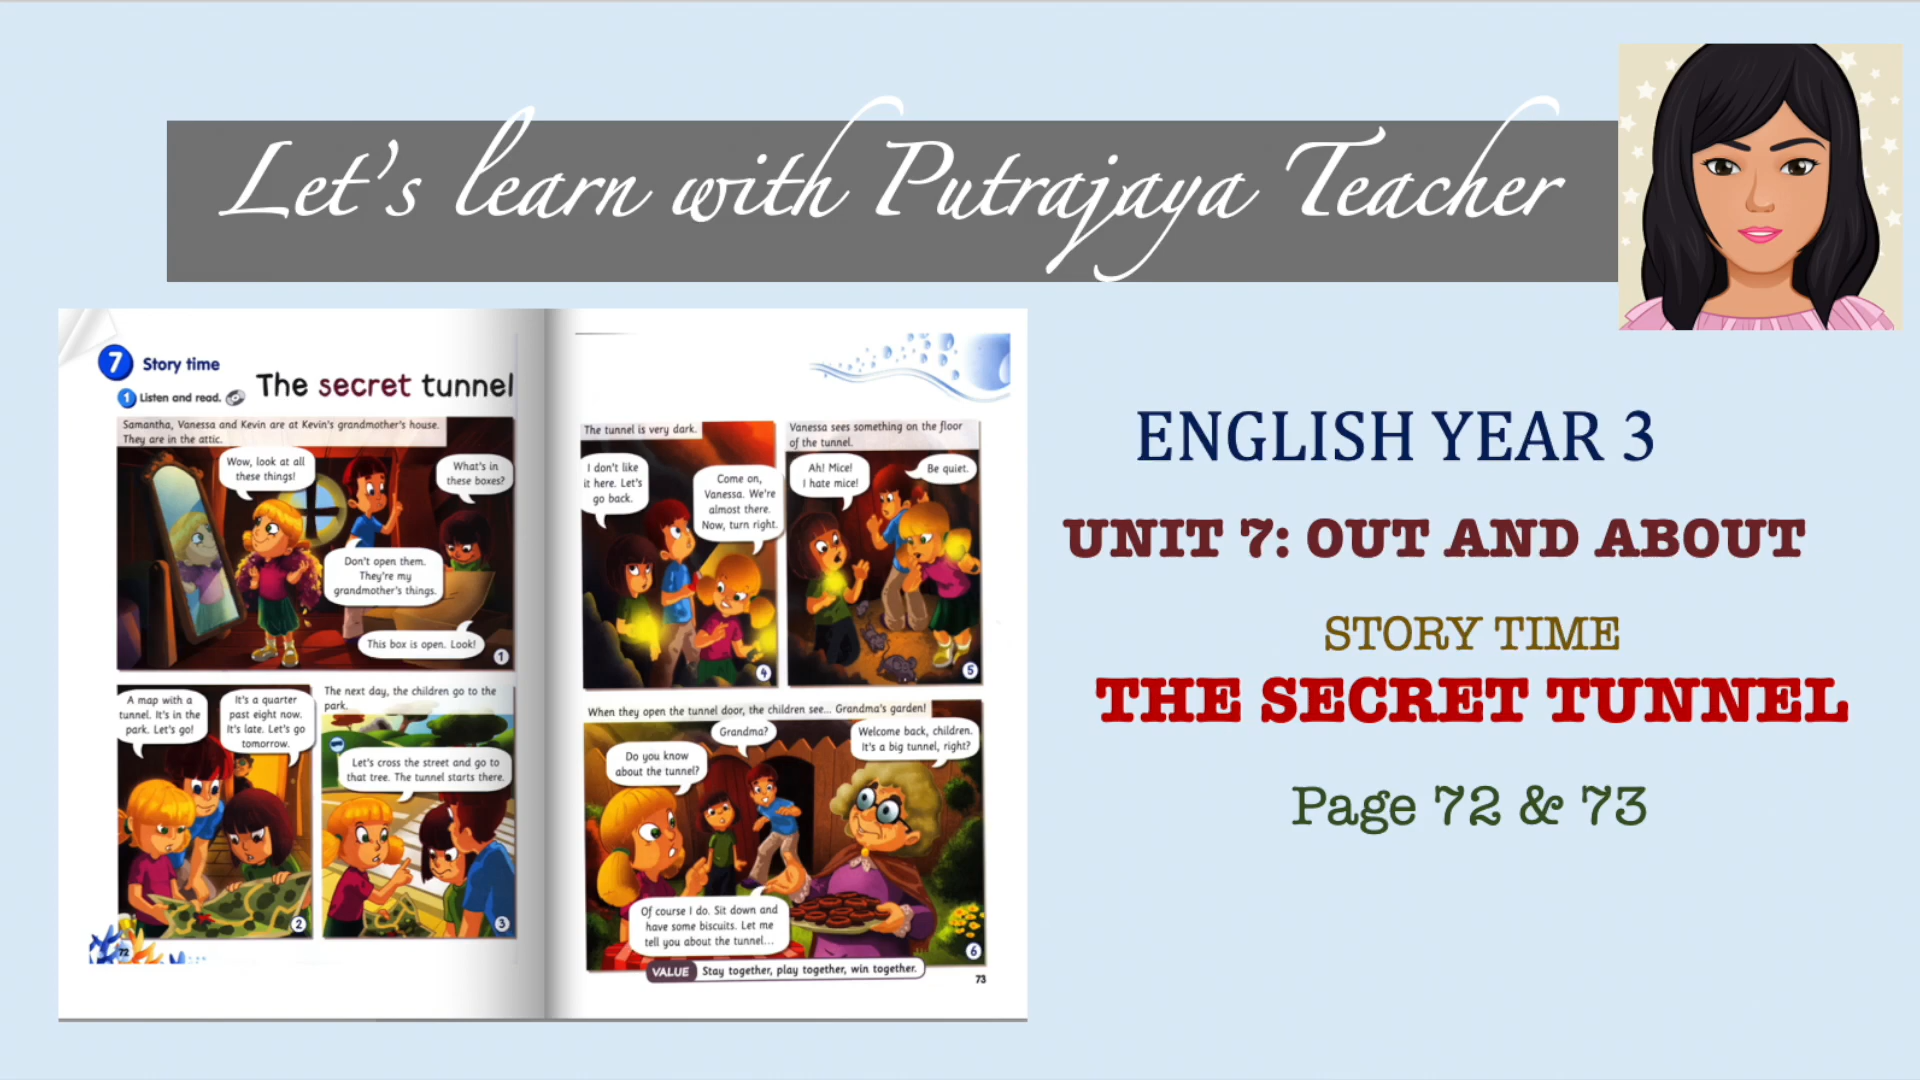 Let's learn with Putrajaya Teacher
7 Story time
1 Listen and read.
The secret tunnel
Samantha, Vanessa and Kevin are at Kevin's grandmother's house.
They are in the attic.
Wow, look at all
these things!
What's in
these boxes?
Don't open them.
They're my
grandmother's things.
This box is open. Look!
1
A map with a
tunnel. It's in the
park. Let's go!
It's a quarter
past eight now.
It's late. Let's go
tomorrow.
2
The next day, the children go to the
park.
Let's cross the street and go to
that tree. The tunnel starts there.
3
72
The tunnel is very dark.
I don't like
it here. Let's
go back.
Come on,
Vanessa. We're
almost there.
Now, turn right.
4
Vanessa sees something on the floor
of the tunnel.
Ah! Mice!
I hate mice!
Be quiet.
5
When they open the tunnel door, the children see... Grandma's garden!
Do you know
about the tunnel?
Grandma?
Welcome back, children.
It's a big tunnel, right?
Of course I do. Sit down and
have some biscuits. Let me
tell you about the tunnel...
6
VALUE Stay together, play together, win together.
73
ENGLISH YEAR 3
UNIT 7: OUT AND ABOUT
STORY TIME
THE SECRET TUNNEL
Page 72 & 73